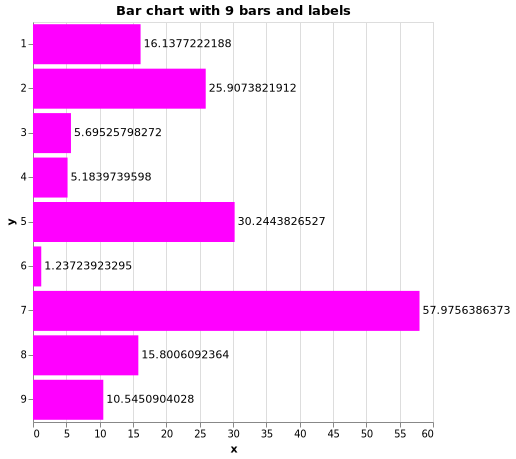 Bar chart with 9 bars and labels
1 16.1377222188
2 25.9073821912
3 5.69525798272
4 5.1839739598
y
5 30.2443826527
6 1.23723923295
7 57.9756386373
8 15.8006092364
9 10.5450904028
0 5 10 15 20 25 30 35 40 45 50 55 60
x